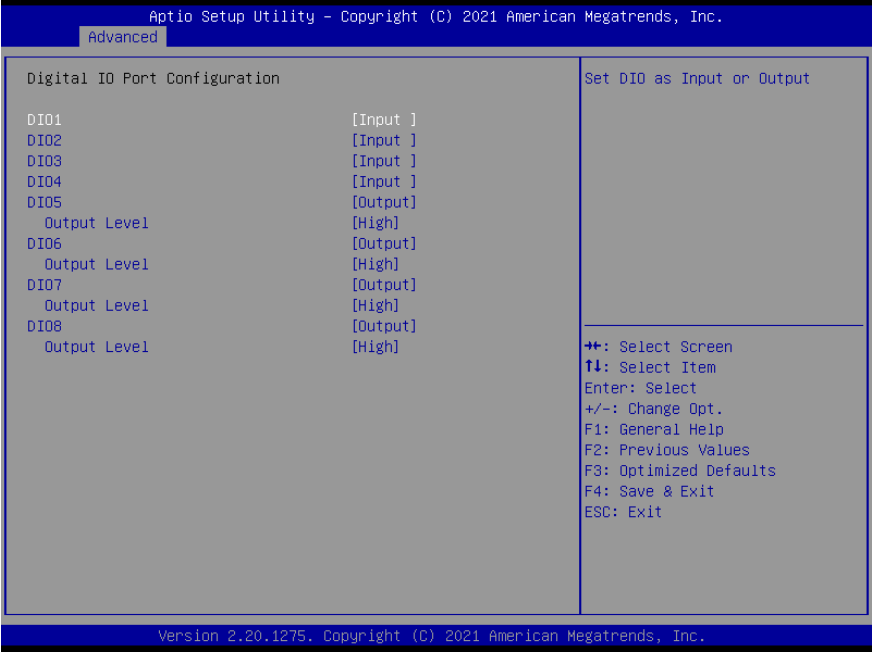 Aptio Setup Utility – Copyright (C) 2021 American Megatrends, Inc.
Advanced
Digital IO Port Configuration
DIO1 [Input ]
DIO2 [Input ]
DIO3 [Input ]
DIO4 [Input ]
DIO5 [Output]
Output Level [High]
DIO6 [Output]
Output Level [High]
DIO7 [Output]
Output Level [High]
DIO8 [Output]
Output Level [High]
Set DIO as Input or Output
→←: Select Screen
↑↓: Select Item
Enter: Select
+/-: Change Opt.
F1: General Help
F2: Previous Values
F3: Optimized Defaults
F4: Save & Exit
ESC: Exit
Version 2.20.1275. Copyright (C) 2021 American Megatrends, Inc.